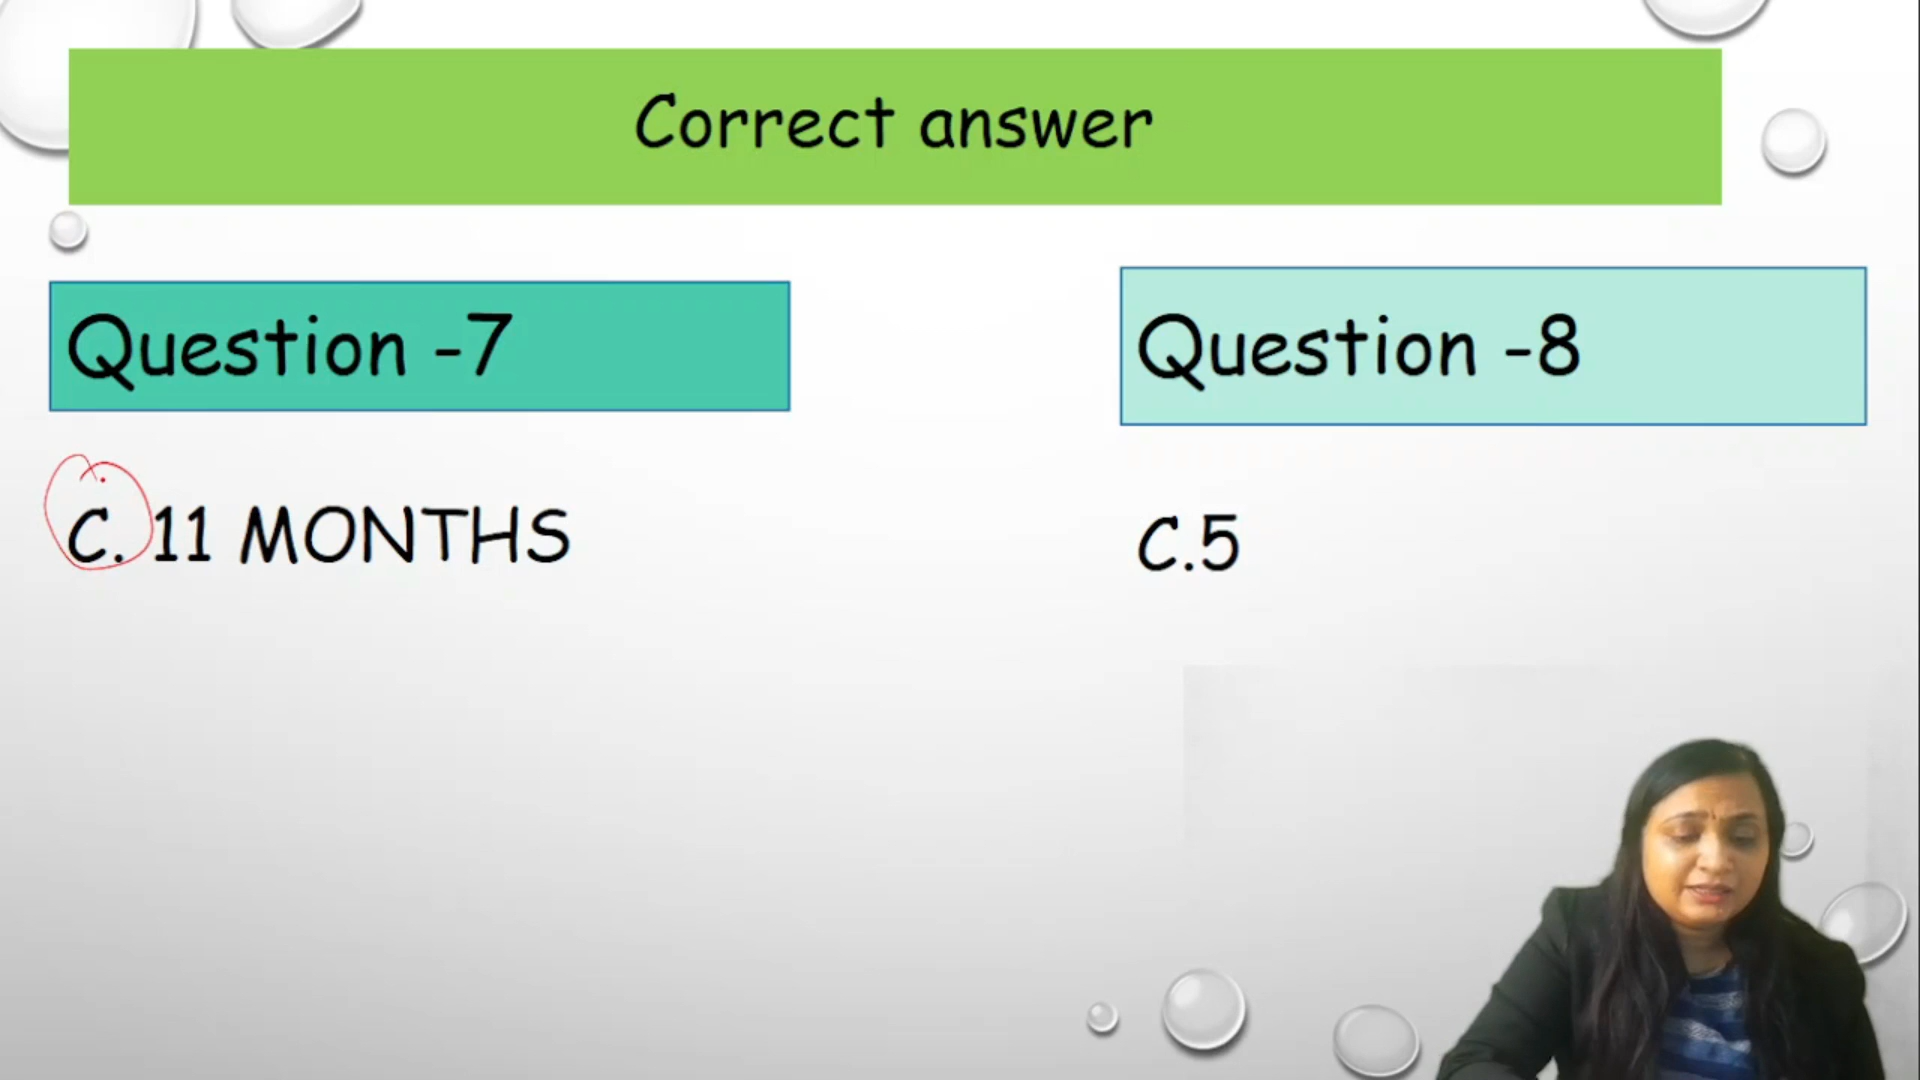 Correct answer
Question -7
C. 11 MONTHS
Question -8
C.5